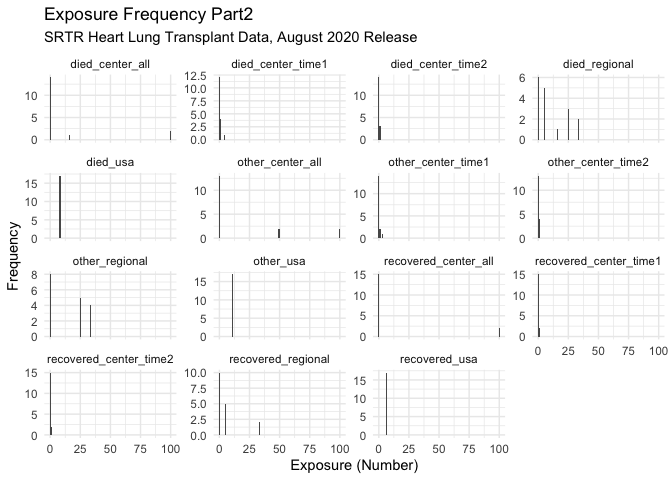 Exposure Frequency Part2
SRTR Heart Lung Transplant Data, August 2020 Release
died_center_all
died_center_time1
died_center_time2
died_regional
10
5
0
12.5
10.0
7.5
5.0
2.5
0.0
10
5
0
6
4
2
0
died_usa
other_center_all
other_center_time1
other_center_time2
15
10
5
0
10
5
0
10
5
0
10
5
0
Frequency
other_regional
other_usa
recovered_center_all
recovered_center_time1
8
6
4
2
0
15
10
5
0
15
10
5
0
15
10
5
0
0 25 50 75 100
recovered_center_time2
recovered_regional
recovered_usa
15
10
5
0
10.0
7.5
5.0
2.5
0.0
15
10
5
0
0 25 50 75 100
0 25 50 75 100
0 25 50 75 100
Exposure (Number)